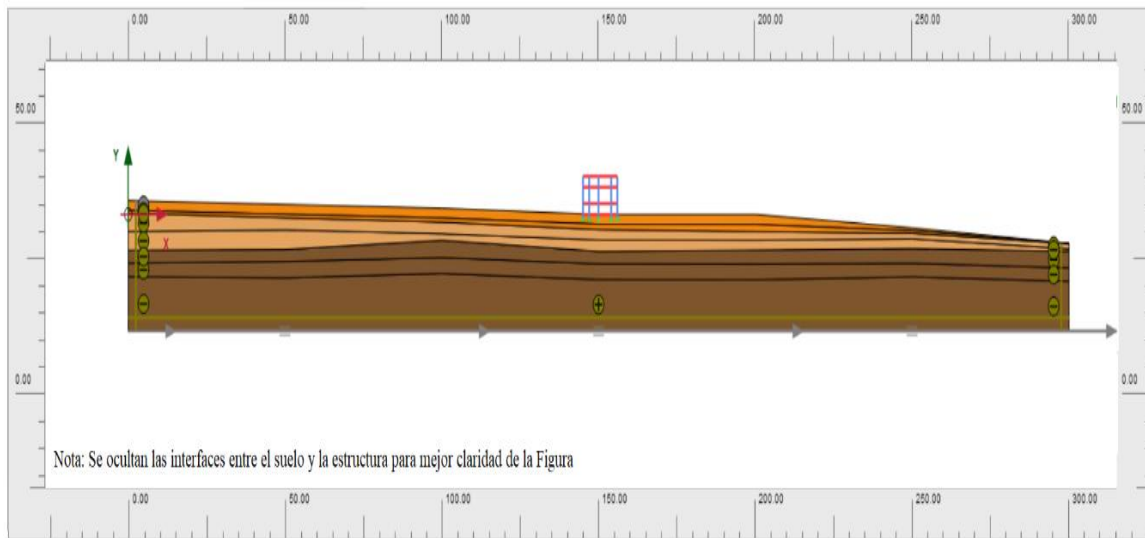 0.00 50.00 100.00 150.00 200.00 250.00 300.00
50.00 50.00
Y
X
0.00 0.00
Nota: Se ocultan las interfaces entre el suelo y la estructura para mejor claridad de la Figura
0.00 50.00 100.00 150.00 200.00 250.00 300.00